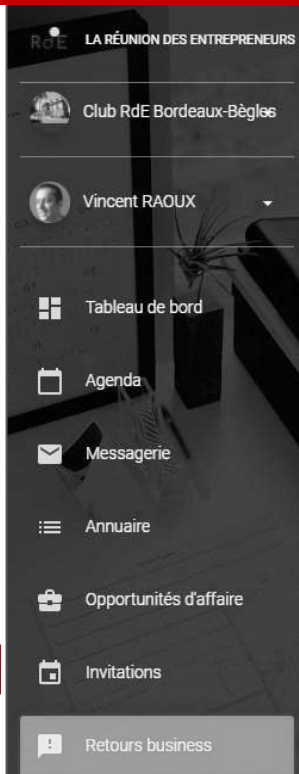 RdE LA RÉUNION DES ENTREPRENEURS
Club RdE Bordeaux-Bègles
Vincent RAOUX
Tableau de bord
Agenda
Messagerie
Annuaire
Opportunités d'affaire
Invitations
Retours business